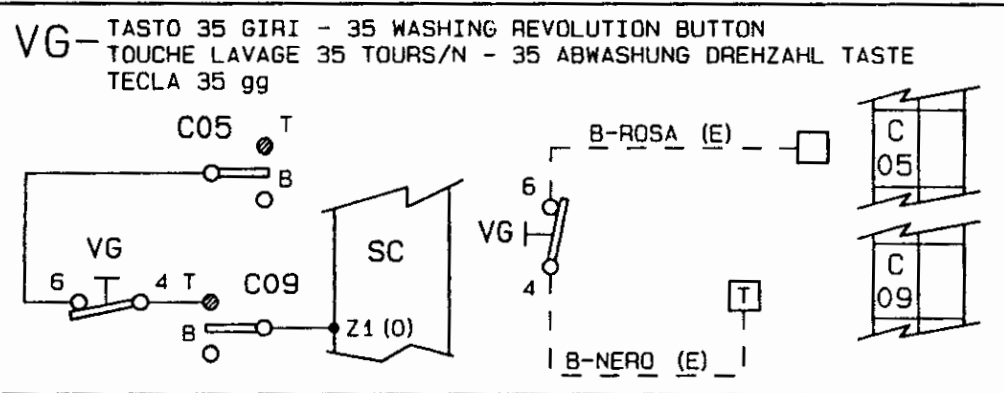 VG- TASTO 35 GIRI - 35 WASHING REVOLUTION BUTTON
TOUCHE LAVAGE 35 TOURS/N - 35 ABWASHUNG DREHZAHL TASTE
TECLA 35 gg
C05 T
B
VG
6 4 T C09
B
SC
Z1 (0)
B-ROSA (E)
6
VG
4
T
B-NERO (E)
C
05
C
09